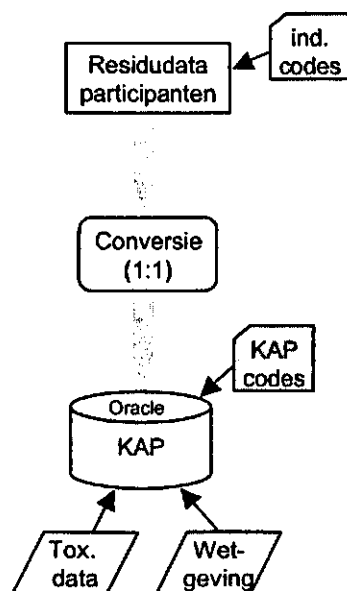 ind.
codes
Residudata
participanten
Conversie
(1:1)
KAP
codes
Oracle
KAP
Tox.
data
Wet-
geving